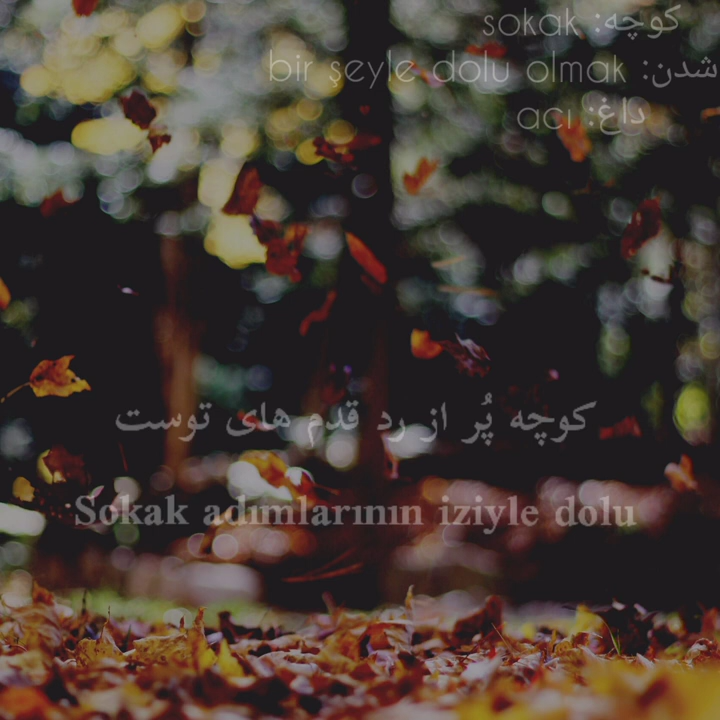 کوچه: sokak
شدن: bir şeyle dolu olmak
داغ: acı
کوچه پُر از رد قدم های توست
Sokak adımlarının iziyle dolu